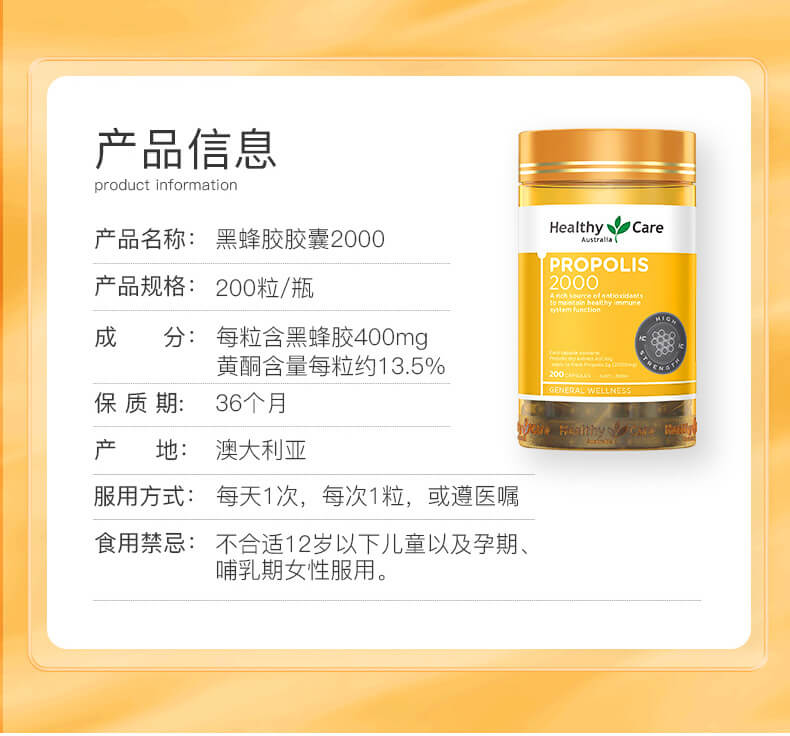 产品信息
product information
产品名称： 黑蜂胶胶囊2000
产品规格： 200粒/瓶
成 分： 每粒含黑蜂胶400mg
黄酮含量每粒约13.5%
保 质 期： 36个月
产 地： 澳大利亚
服用方式： 每天1次，每次1粒，或遵医嘱
食用禁忌： 不合适12岁以下儿童以及孕期、
哺乳期女性服用。
Healthy Care
Australia
PROPOLIS
2000
A rich source of antioxidants
to maintain healthy immune
system function
HIGH
STRENGTH
200 CAPSULES
GENERAL WELLNESS
Healthy Care
Australia